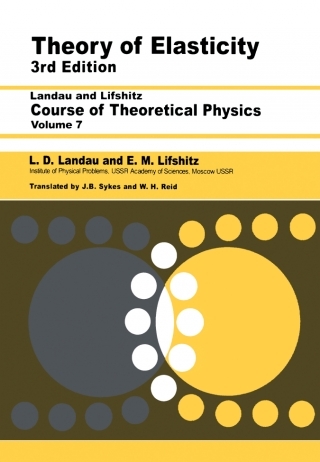 Theory of Elasticity
3rd Edition
Landau and Lifshitz
Course of Theoretical Physics
Volume 7
L. D. Landau and E. M. Lifshitz
Institute of Physical Problems, USSR Academy of Sciences, Moscow USSR
Translated by J.B. Sykes and W. H. Reid